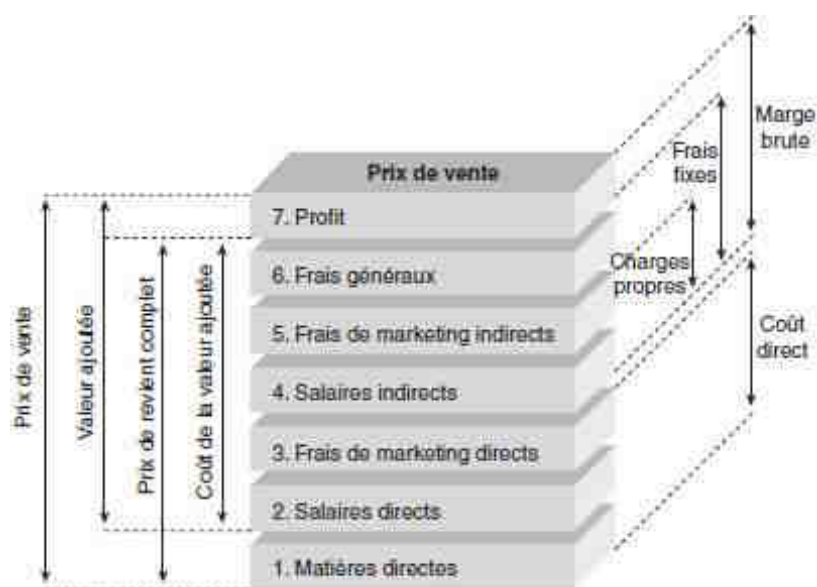 Prix de vente
7. Profit
6. Frais généraux
5. Frais de marketing indirects
4. Salaires indirects
3. Frais de marketing directs
2. Salaires directs
1. Matières directes
Prix de vente
Valeur ajoutée
Prix de revient complet
Coût de la valeur ajoutée
Charges
propres
Frais
fixes
Marge
brute
Coût
direct